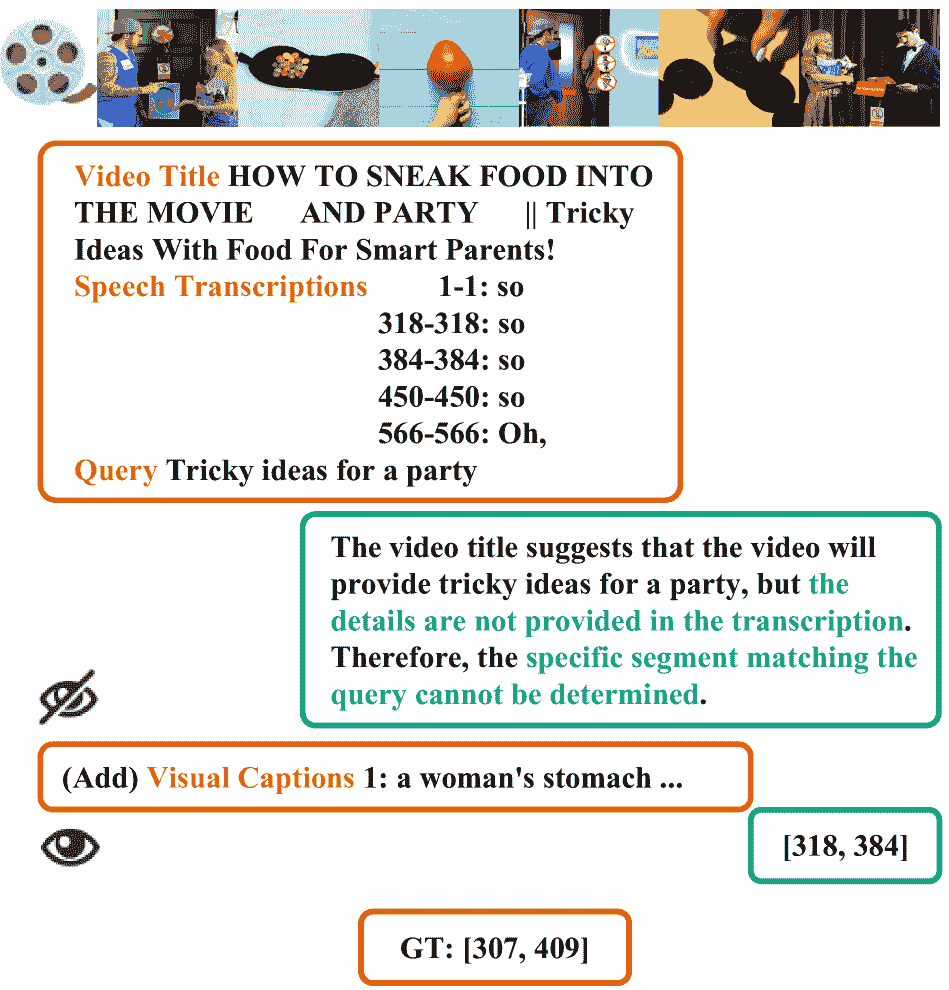 Video Title HOW TO SNEAK FOOD INTO
THE MOVIE AND PARTY || Tricky
Ideas With Food For Smart Parents!
Speech Transcriptions 1-1: so
318-318: so
384-384: so
450-450: so
566-566: Oh,
Query Tricky ideas for a party
The video title suggests that the video will
provide tricky ideas for a party, but the
details are not provided in the transcription.
Therefore, the specific segment matching the
query cannot be determined.
(Add) Visual Captions 1: a woman's stomach ...
[318, 384]
GT: [307, 409]